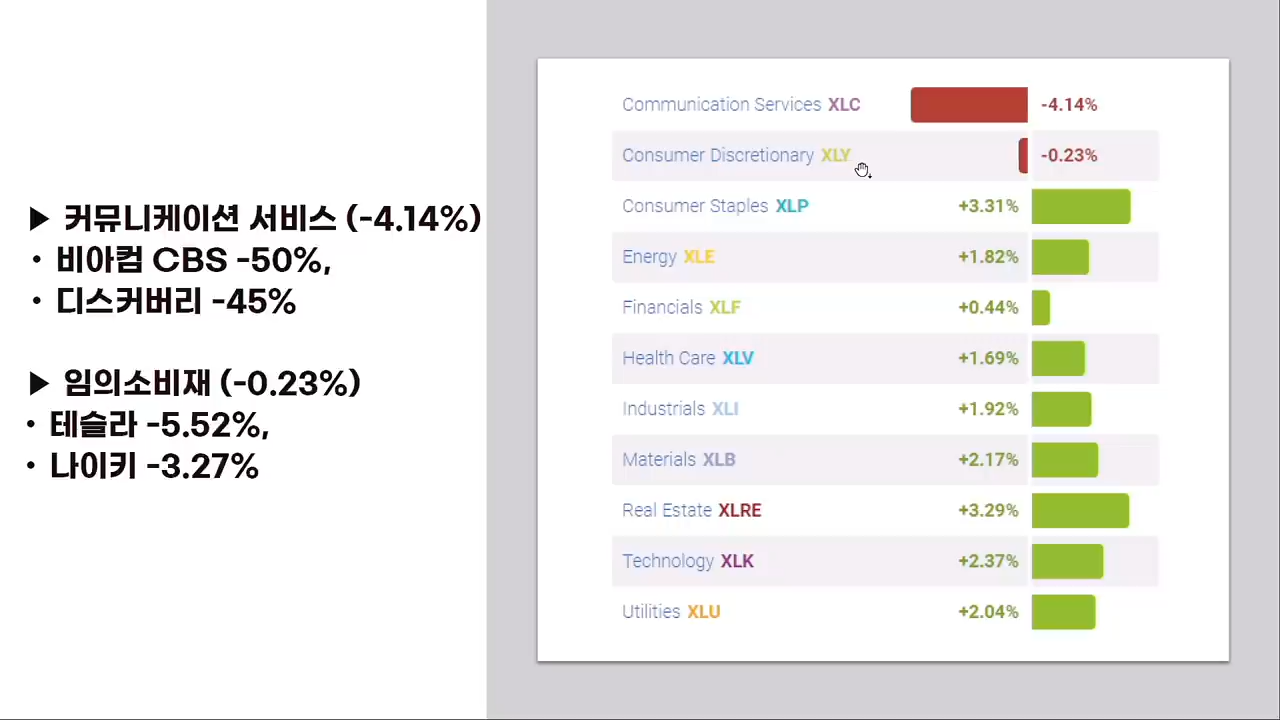 ▶ 커뮤니케이션 서비스 (-4.14%)
• 비아컴 CBS -50%,
• 디스커버리 -45%
▶ 임의소비재 (-0.23%)
• 테슬라 -5.52%,
• 나이키 -3.27%
Communication Services XLC -4.14%
Consumer Discretionary XLY -0.23%
Consumer Staples XLP +3.31%
Energy XLE +1.82%
Financials XLF +0.44%
Health Care XLV +1.69%
Industrials XLI +1.92%
Materials XLB +2.17%
Real Estate XLRE +3.29%
Technology XLK +2.37%
Utilities XLU +2.04%